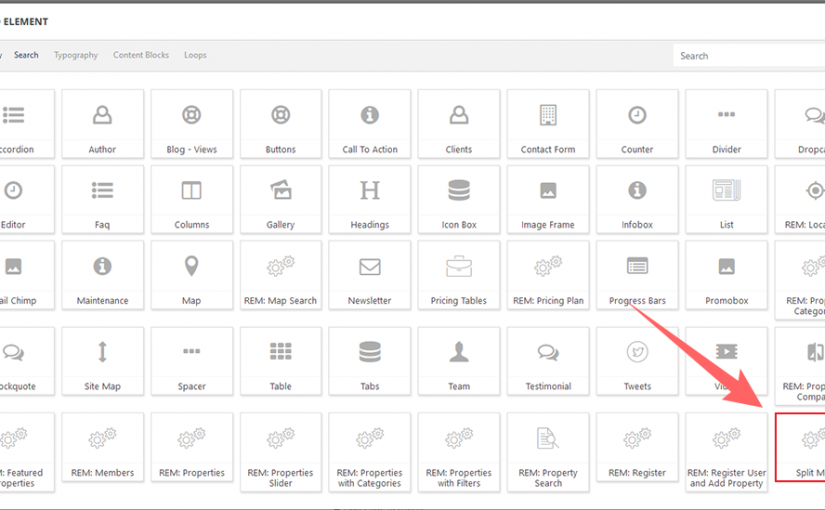 ELEMENT
Search Typography Content Blocks Loops
Search
ccordion Author Blog - Views Buttons Call To Action Clients Contact Form Counter Divider Dropca
Editor Faq Columns Gallery Headings Icon Box Image Frame Infobox List REM: Loca
ail Chimp Maintenance Map REM: Map Search Newsletter Pricing Tables REM: Pricing Plan Progress Bars Promobox REM: Prop
Categor
ockquote Site Map Spacer Table Tabs Team Testimonial Tweets REM: Prop
Compa
M: Featured REM: Members REM: Properties REM: Properties REM: Properties REM: Properties REM: Property REM: Register REM: Register User Split M
roperties Slider with Categories with Filters Search and Add Property